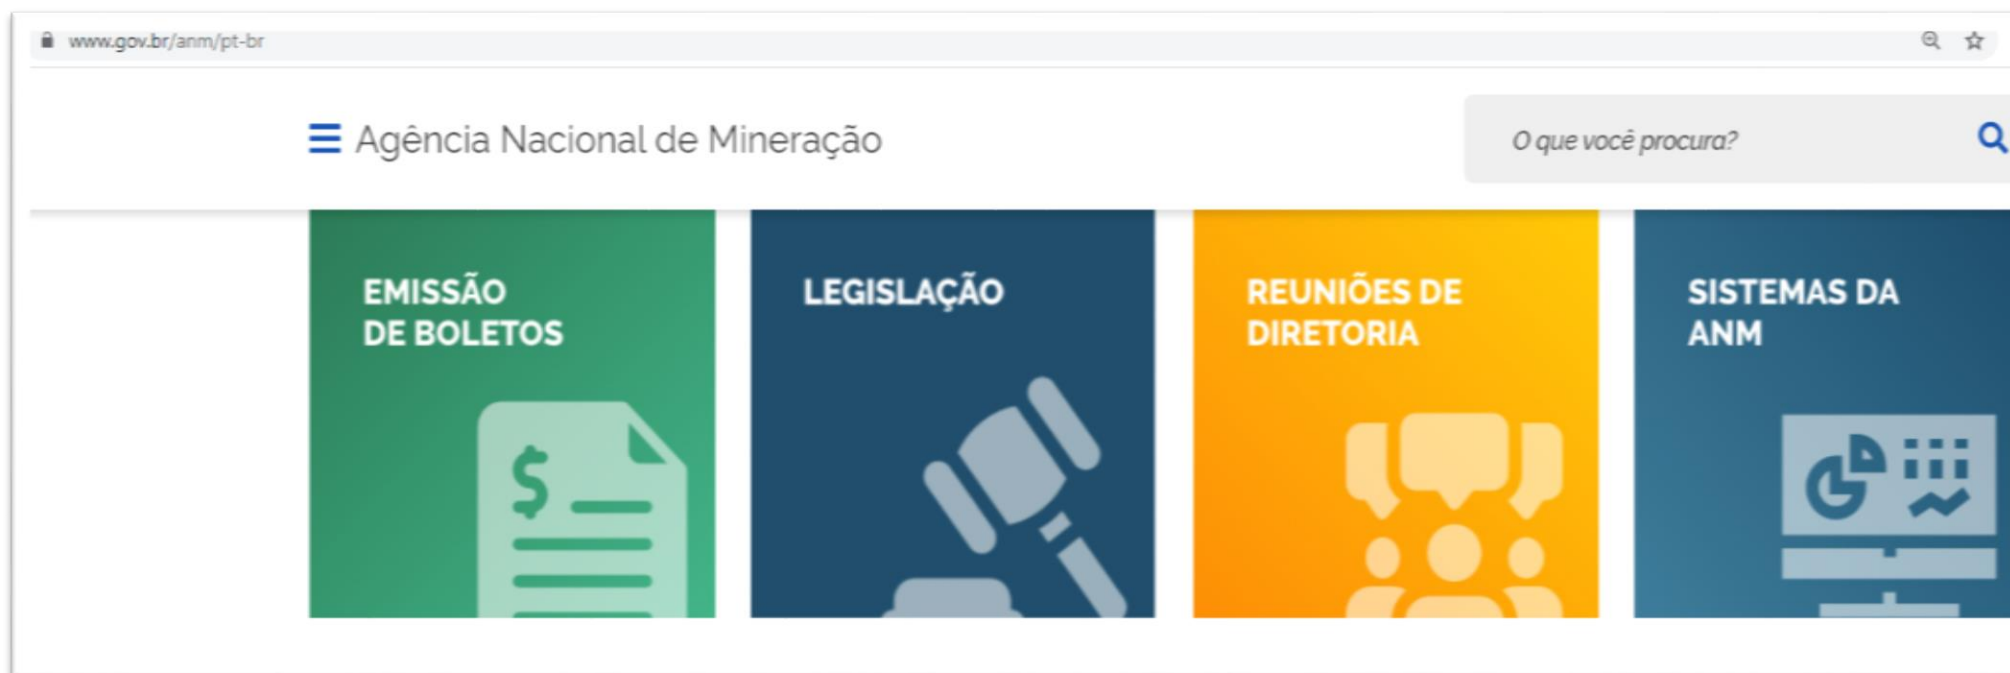 www.gov.br/anm/pt-br
Agência Nacional de Mineração
O que você procura?
EMISSÃO
DE BOLETOS
LEGISLAÇÃO
REUNIÕES DE
DIRETORIA
SISTEMAS DA
ANM
$